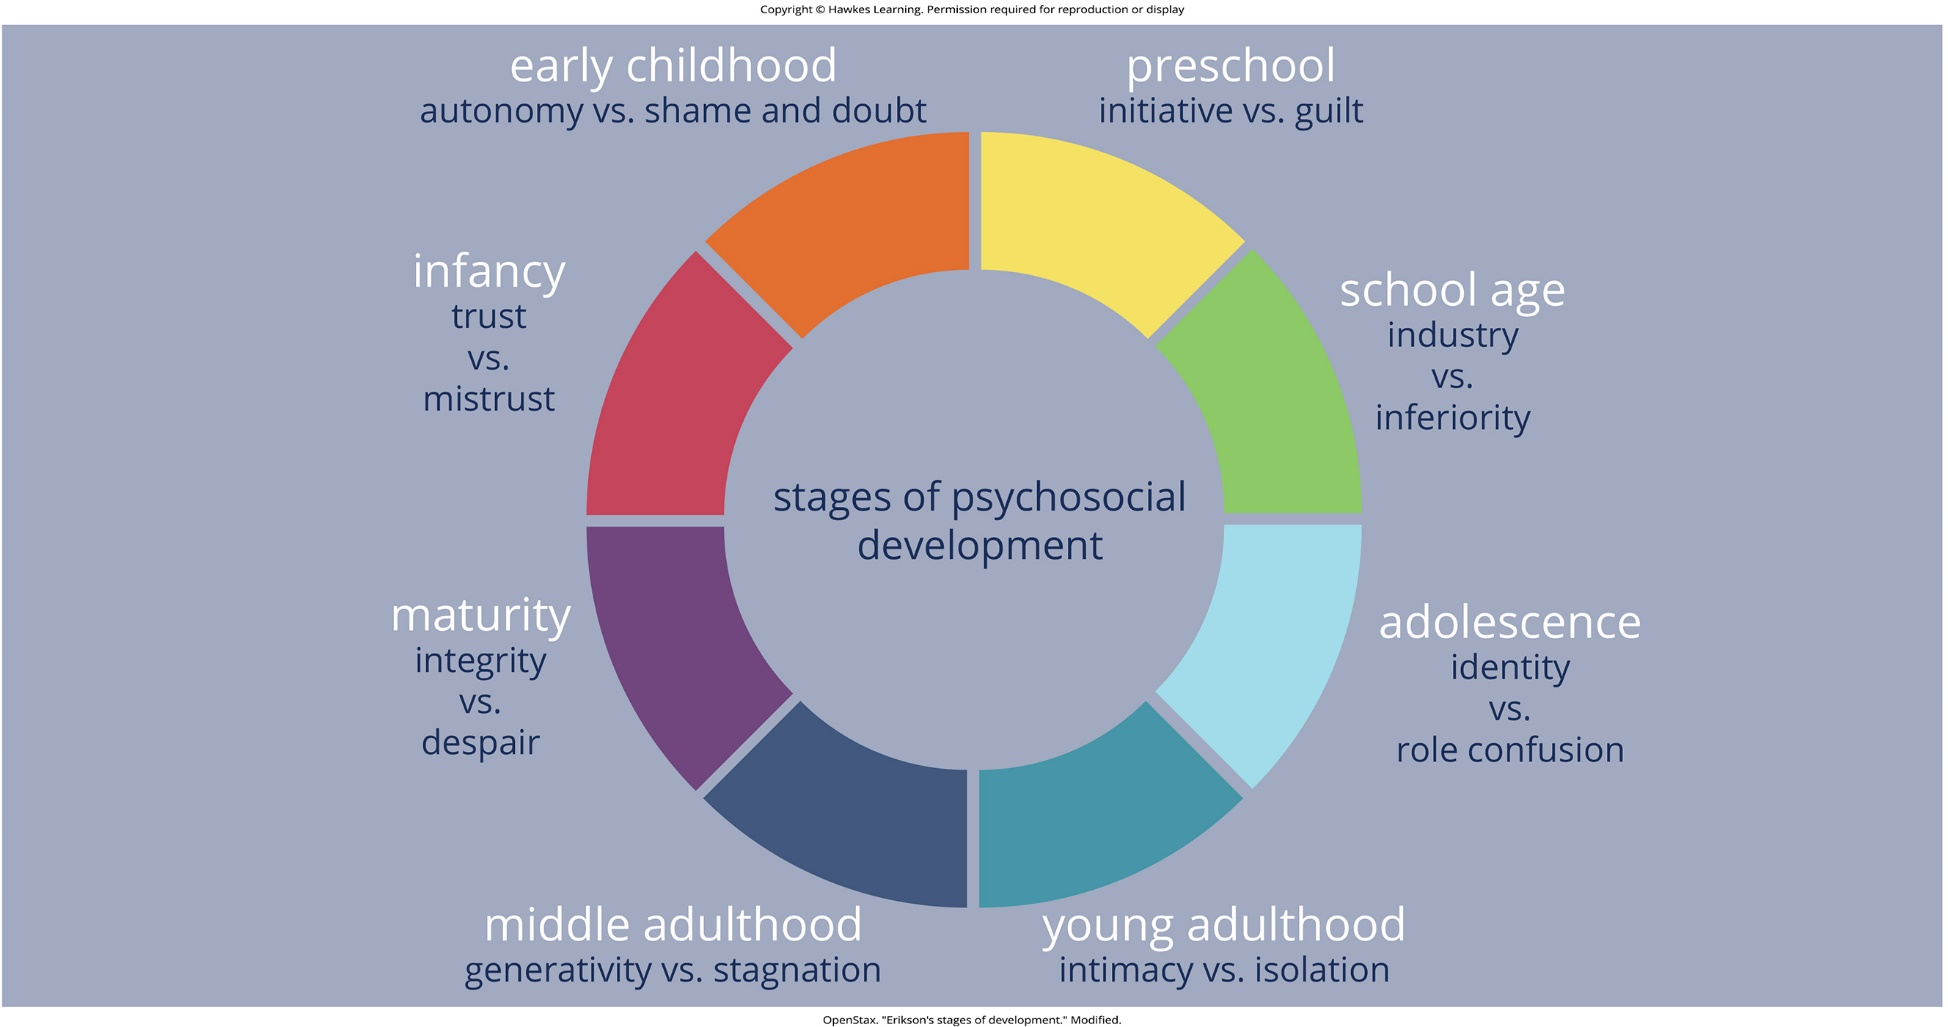 Copyright © Hawkes Learning. Permission required for reproduction or display
early childhood
autonomy vs. shame and doubt
preschool
initiative vs. guilt
infancy
trust
vs.
mistrust
school age
industry
vs.
inferiority
stages of psychosocial
development
maturity
integrity
vs.
despair
adolescence
identity
vs.
role confusion
middle adulthood
generativity vs. stagnation
young adulthood
intimacy vs. isolation
OpenStax. "Erikson's stages of development." Modified.